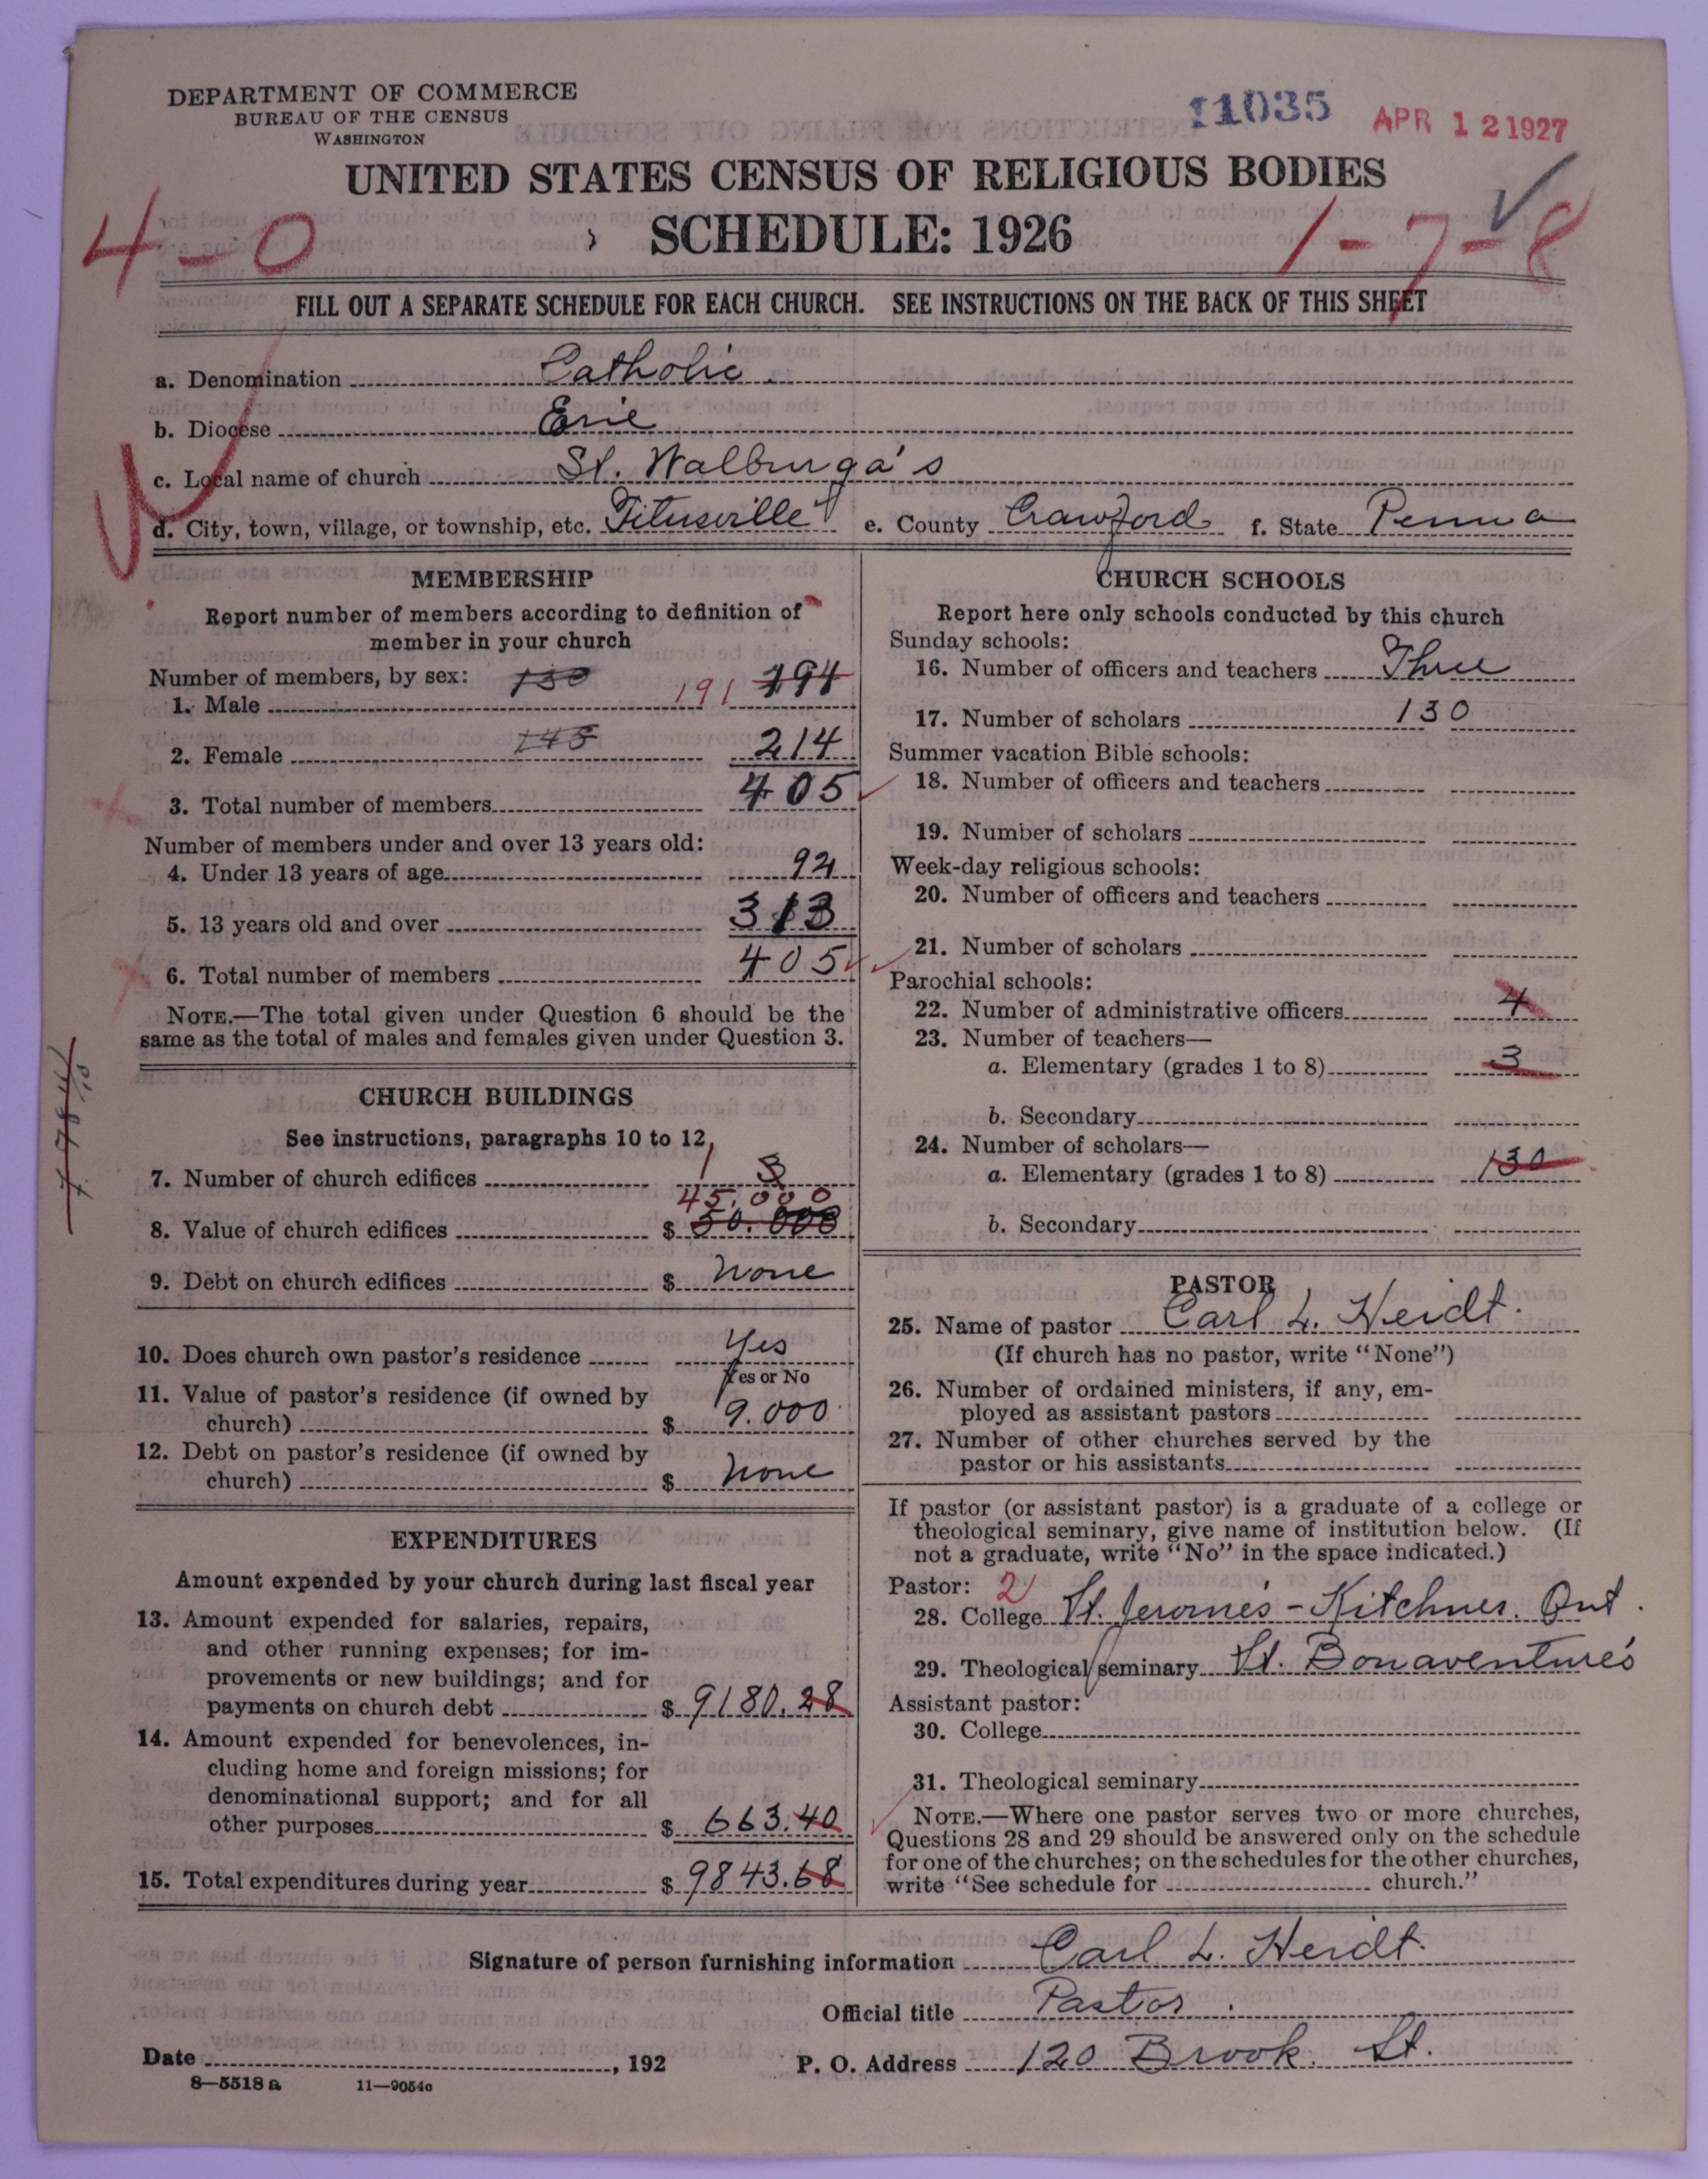 DEPARTMENT OF COMMERCE
BUREAU OF THE CENSUS
WASHINGTON
11035
APR 12 1927
UNITED STATES CENSUS OF RELIGIOUS BODIES
SCHEDULE: 1926
4-0
1-7-8
FILL OUT A SEPARATE SCHEDULE FOR EACH CHURCH. SEE INSTRUCTIONS ON THE BACK OF THIS SHEET
a. Denomination Catholic
b. Diocese Erie
c. Local name of church St. Walburga's
d. City, town, village, or township, etc. Titusville e. County Crawford f. State Penna
MEMBERSHIP
Report number of members according to definition of
member in your church
Number of members, by sex: 130
1. Male 191 194
2. Female 145 214
3. Total number of members 405
Number of members under and over 13 years old:
4. Under 13 years of age 92
5. 13 years old and over 313
6. Total number of members 405
NOTE.—The total given under Question 6 should be the
same as the total of males and females given under Question 3.
CHURCH BUILDINGS
See instructions, paragraphs 10 to 12
7. Number of church edifices 1 3
45.000
8. Value of church edifices $ 50.000
9. Debt on church edifices $ None
10. Does church own pastor's residence Yes
Yes or No
11. Value of pastor's residence (if owned by
church) $ 9.000
12. Debt on pastor's residence (if owned by
church) $ None
EXPENDITURES
Amount expended by your church during last fiscal year
13. Amount expended for salaries, repairs,
and other running expenses; for im-
provements or new buildings; and for
payments on church debt $ 9180.28
14. Amount expended for benevolences, in-
cluding home and foreign missions; for
denominational support; and for all
other purposes $ 663.40
15. Total expenditures during year $ 9843.68
CHURCH SCHOOLS
Report here only schools conducted by this church
Sunday schools:
16. Number of officers and teachers Three
17. Number of scholars 130
Summer vacation Bible schools:
18. Number of officers and teachers
19. Number of scholars
Week-day religious schools:
20. Number of officers and teachers
21. Number of scholars
Parochial schools:
22. Number of administrative officers 4
23. Number of teachers—
a. Elementary (grades 1 to 8) 3
b. Secondary
24. Number of scholars—
a. Elementary (grades 1 to 8) 130
b. Secondary
PASTOR
25. Name of pastor Carl L. Heidt.
(If church has no pastor, write "None")
26. Number of ordained ministers, if any, em-
ployed as assistant pastors
27. Number of other churches served by the
pastor or his assistants
If pastor (or assistant pastor) is a graduate of a college or
theological seminary, give name of institution below. (If
not a graduate, write "No" in the space indicated.)
Pastor: 2
28. College St. Jerome's - Kitchner. Ont.
29. Theological seminary St. Bonaventure's
Assistant pastor:
30. College
31. Theological seminary
NOTE.—Where one pastor serves two or more churches,
Questions 28 and 29 should be answered only on the schedule
for one of the churches; on the schedules for the other churches,
write "See schedule for church."
Signature of person furnishing information Carl L. Heidt.
Official title Pastor.
Date , 192 P. O. Address 120 Brook. St.
8—5518 a 11—9054c